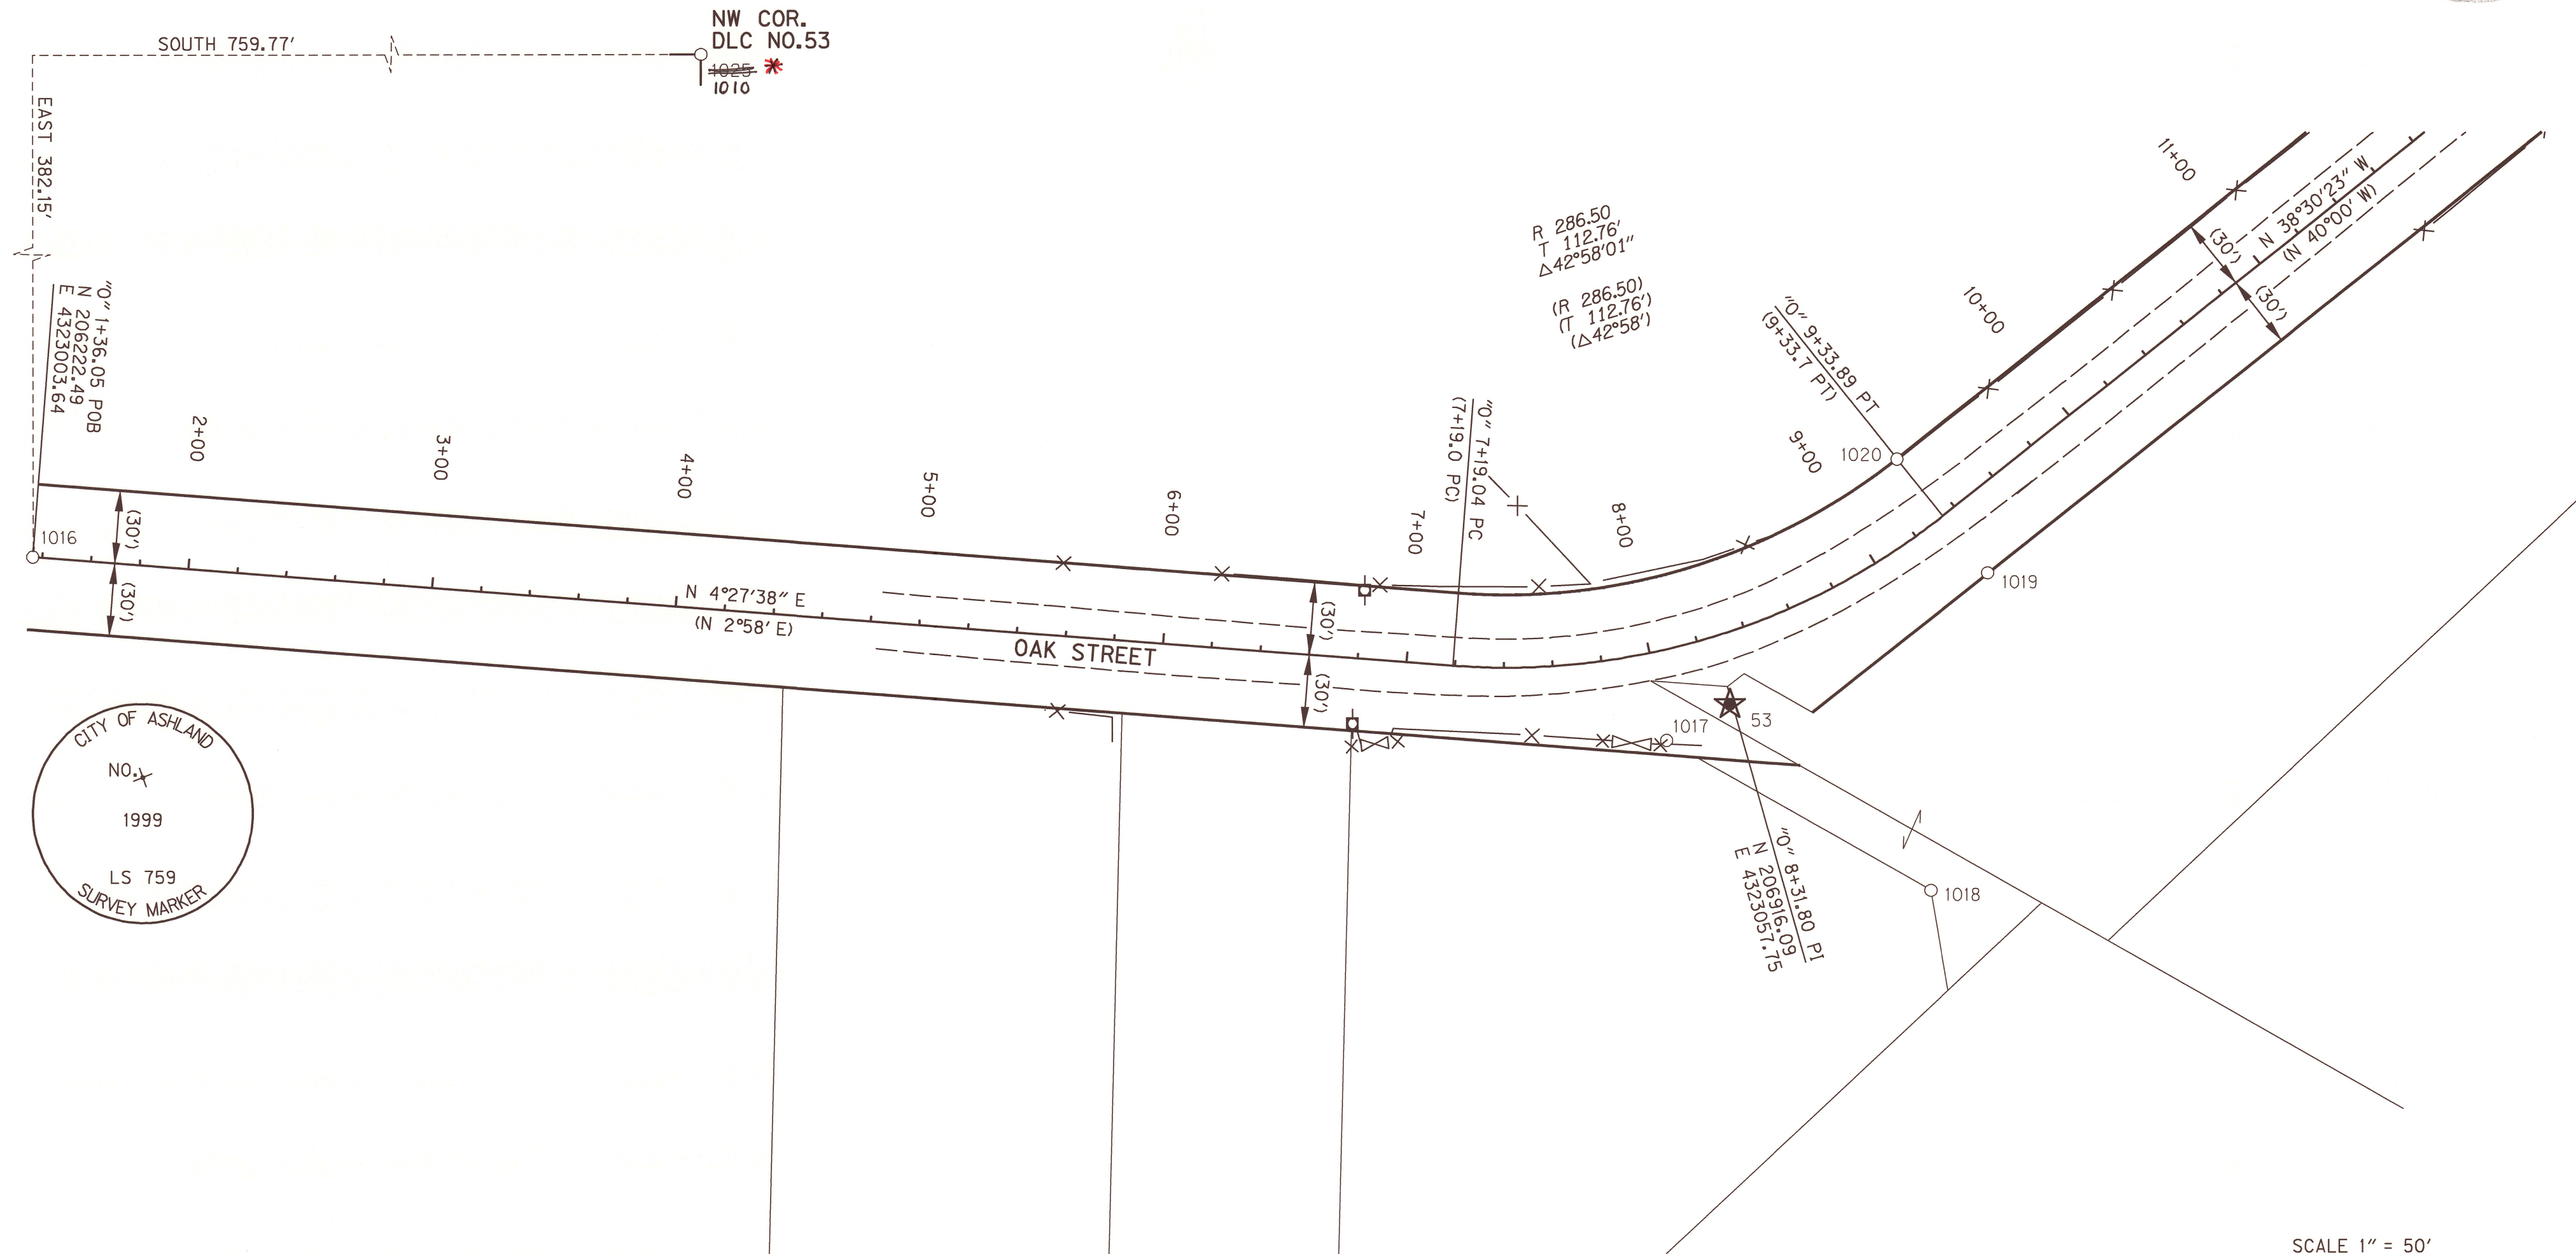 NW COR.
DLC NO.53
1025 *
1010
SOUTH 759.77'
EAST 382.15'
"O" 1+36.05 POB
N 206222.49
E 4323003.64
2+00
3+00
4+00
5+00
6+00
7+00
8+00
9+00
10+00
11+00
R 286.50
T 112.76'
Δ42°58'01"
(R 286.50)
(T 112.76')
(Δ42°58')
"O" 7+19.04 PC
(7+19.0 PC)
"O" 9+33.89 PT
(9+33.7 PT)
N 38°30'23" W
(N 40°00' W)
(30')
(30')
1020
1019
1016
(30')
(30')
N 4°27'38" E
(N 2°58' E)
OAK STREET
(30')
(30')
1017
53
1018
"O" 8+31.80 PI
N 206916.09
E 4323057.75
CITY OF ASHLAND
NO.
1999
LS 759
SURVEY MARKER
SCALE 1" = 50'